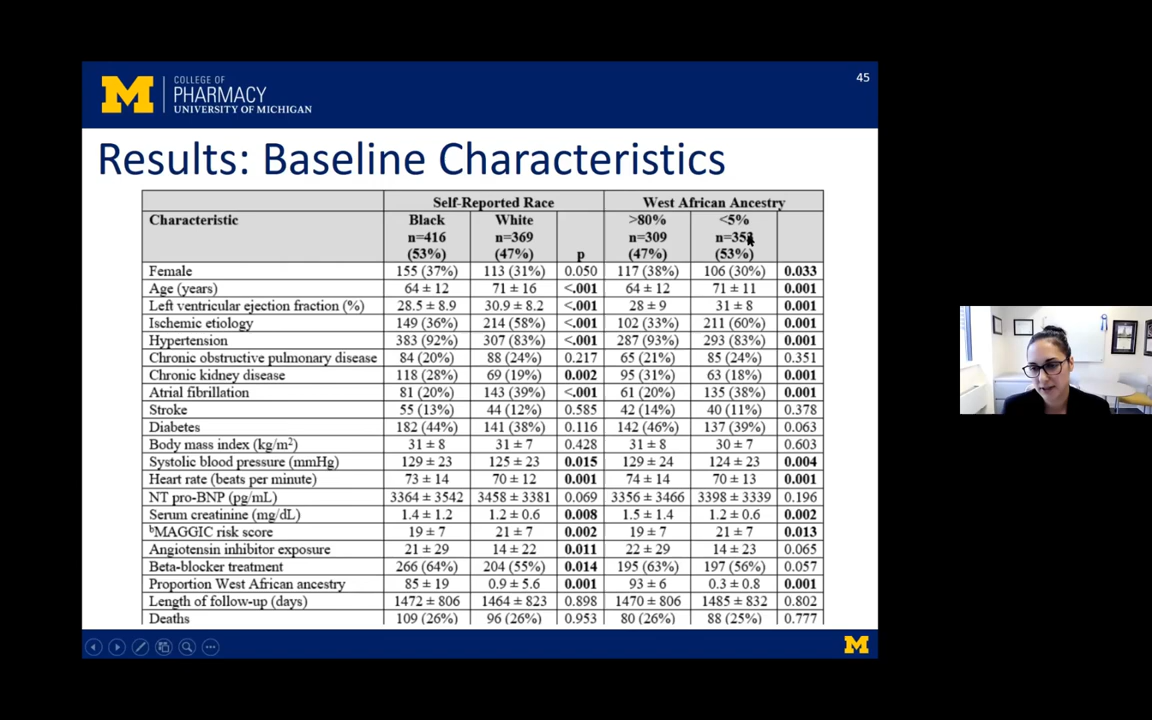 45
M
COLLEGE OF
PHARMACY
UNIVERSITY OF MICHIGAN
Results: Baseline Characteristics
Self-Reported Race West African Ancestry
Characteristic Black White >80% <5%
n=416 n=369 n=309
(53%) (47%) p (47%) (53%)
Female 155 (37%) 113 (31%) 0.050 117 (38%) 106 (30%) 0.033
Age (years) 64 ± 12 71 ± 16 <.001 64 ± 12 71 ± 11 0.001
Left ventricular ejection fraction (%) 28.5 ± 8.9 30.9 ± 8.2 <.001 28 ± 9 31 ± 8 0.001
Ischemic etiology 149 (36%) 214 (58%) <.001 102 (33%) 211 (60%) 0.001
Hypertension 383 (92%) 307 (83%) <.001 287 (93%) 293 (83%) 0.001
Chronic obstructive pulmonary disease 84 (20%) 88 (24%) 0.217 65 (21%) 85 (24%) 0.351
Chronic kidney disease 118 (28%) 69 (19%) 0.002 95 (31%) 63 (18%) 0.001
Atrial fibrillation 81 (20%) 143 (39%) <.001 61 (20%) 135 (38%) 0.001
Stroke 55 (13%) 44 (12%) 0.585 42 (14%) 40 (11%) 0.378
Diabetes 182 (44%) 141 (38%) 0.116 142 (46%) 137 (39%) 0.063
Body mass index (kg/m²) 31 ± 8 31 ± 7 0.428 31 ± 8 30 ± 7 0.603
Systolic blood pressure (mmHg) 129 ± 23 125 ± 23 0.015 129 ± 24 124 ± 23 0.004
Heart rate (beats per minute) 73 ± 14 70 ± 12 0.001 74 ± 14 70 ± 13 0.001
NT pro-BNP (pg/mL) 3364 ± 3542 3458 ± 3381 0.069 3356 ± 3466 3398 ± 3339 0.196
Serum creatinine (mg/dL) 1.4 ± 1.2 1.2 ± 0.6 0.008 1.5 ± 1.4 1.2 ± 0.6 0.002
ᵇMAGGIC risk score 19 ± 7 21 ± 7 0.002 19 ± 7 21 ± 7 0.013
Angiotensin inhibitor exposure 21 ± 29 14 ± 22 0.011 22 ± 29 14 ± 23 0.065
Beta-blocker treatment 266 (64%) 204 (55%) 0.014 195 (63%) 197 (56%) 0.057
Proportion West African ancestry 85 ± 19 0.9 ± 5.6 0.001 93 ± 6 0.3 ± 0.8 0.001
Length of follow-up (days) 1472 ± 806 1464 ± 823 0.898 1470 ± 806 1485 ± 832 0.802
Deaths 109 (26%) 96 (26%) 0.953 80 (26%) 88 (25%) 0.777
M